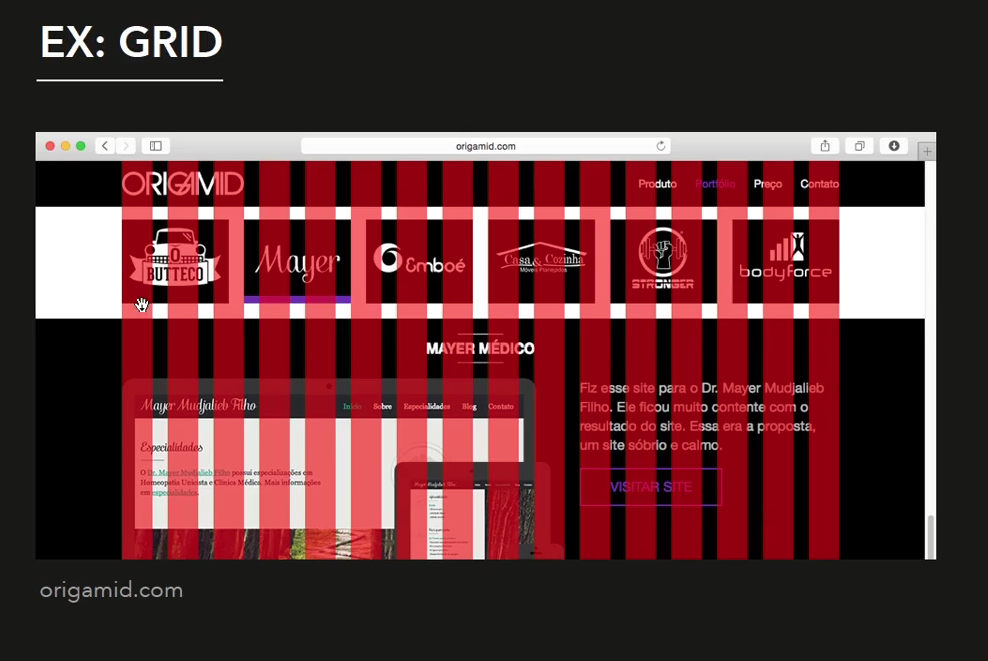 EX: GRID
origamid.com
ORIGAMID
Produto Portfólio Preço Contato
Ô
BUTTECO
Mayer
Emboé
Casa & Cozinha
Móveis Planejados
STRONGER
bodyforce
MAYER MÉDICO
Fiz esse site para o Dr. Mayer Mudjalieb
Filho. Ele ficou muito contente com o
resultado do site. Essa era a proposta,
um site sóbrio e calmo.
VISITAR SITE
Mayer Mudjalieb Filho
Início Sobre Especialidades Blog Contato
Especialidades
O Dr. Mayer Mudjalieb Filho possui especializações em
Homeopatia Unicista e Clínica Médica. Mais informações
em especialidades.
origamid.com